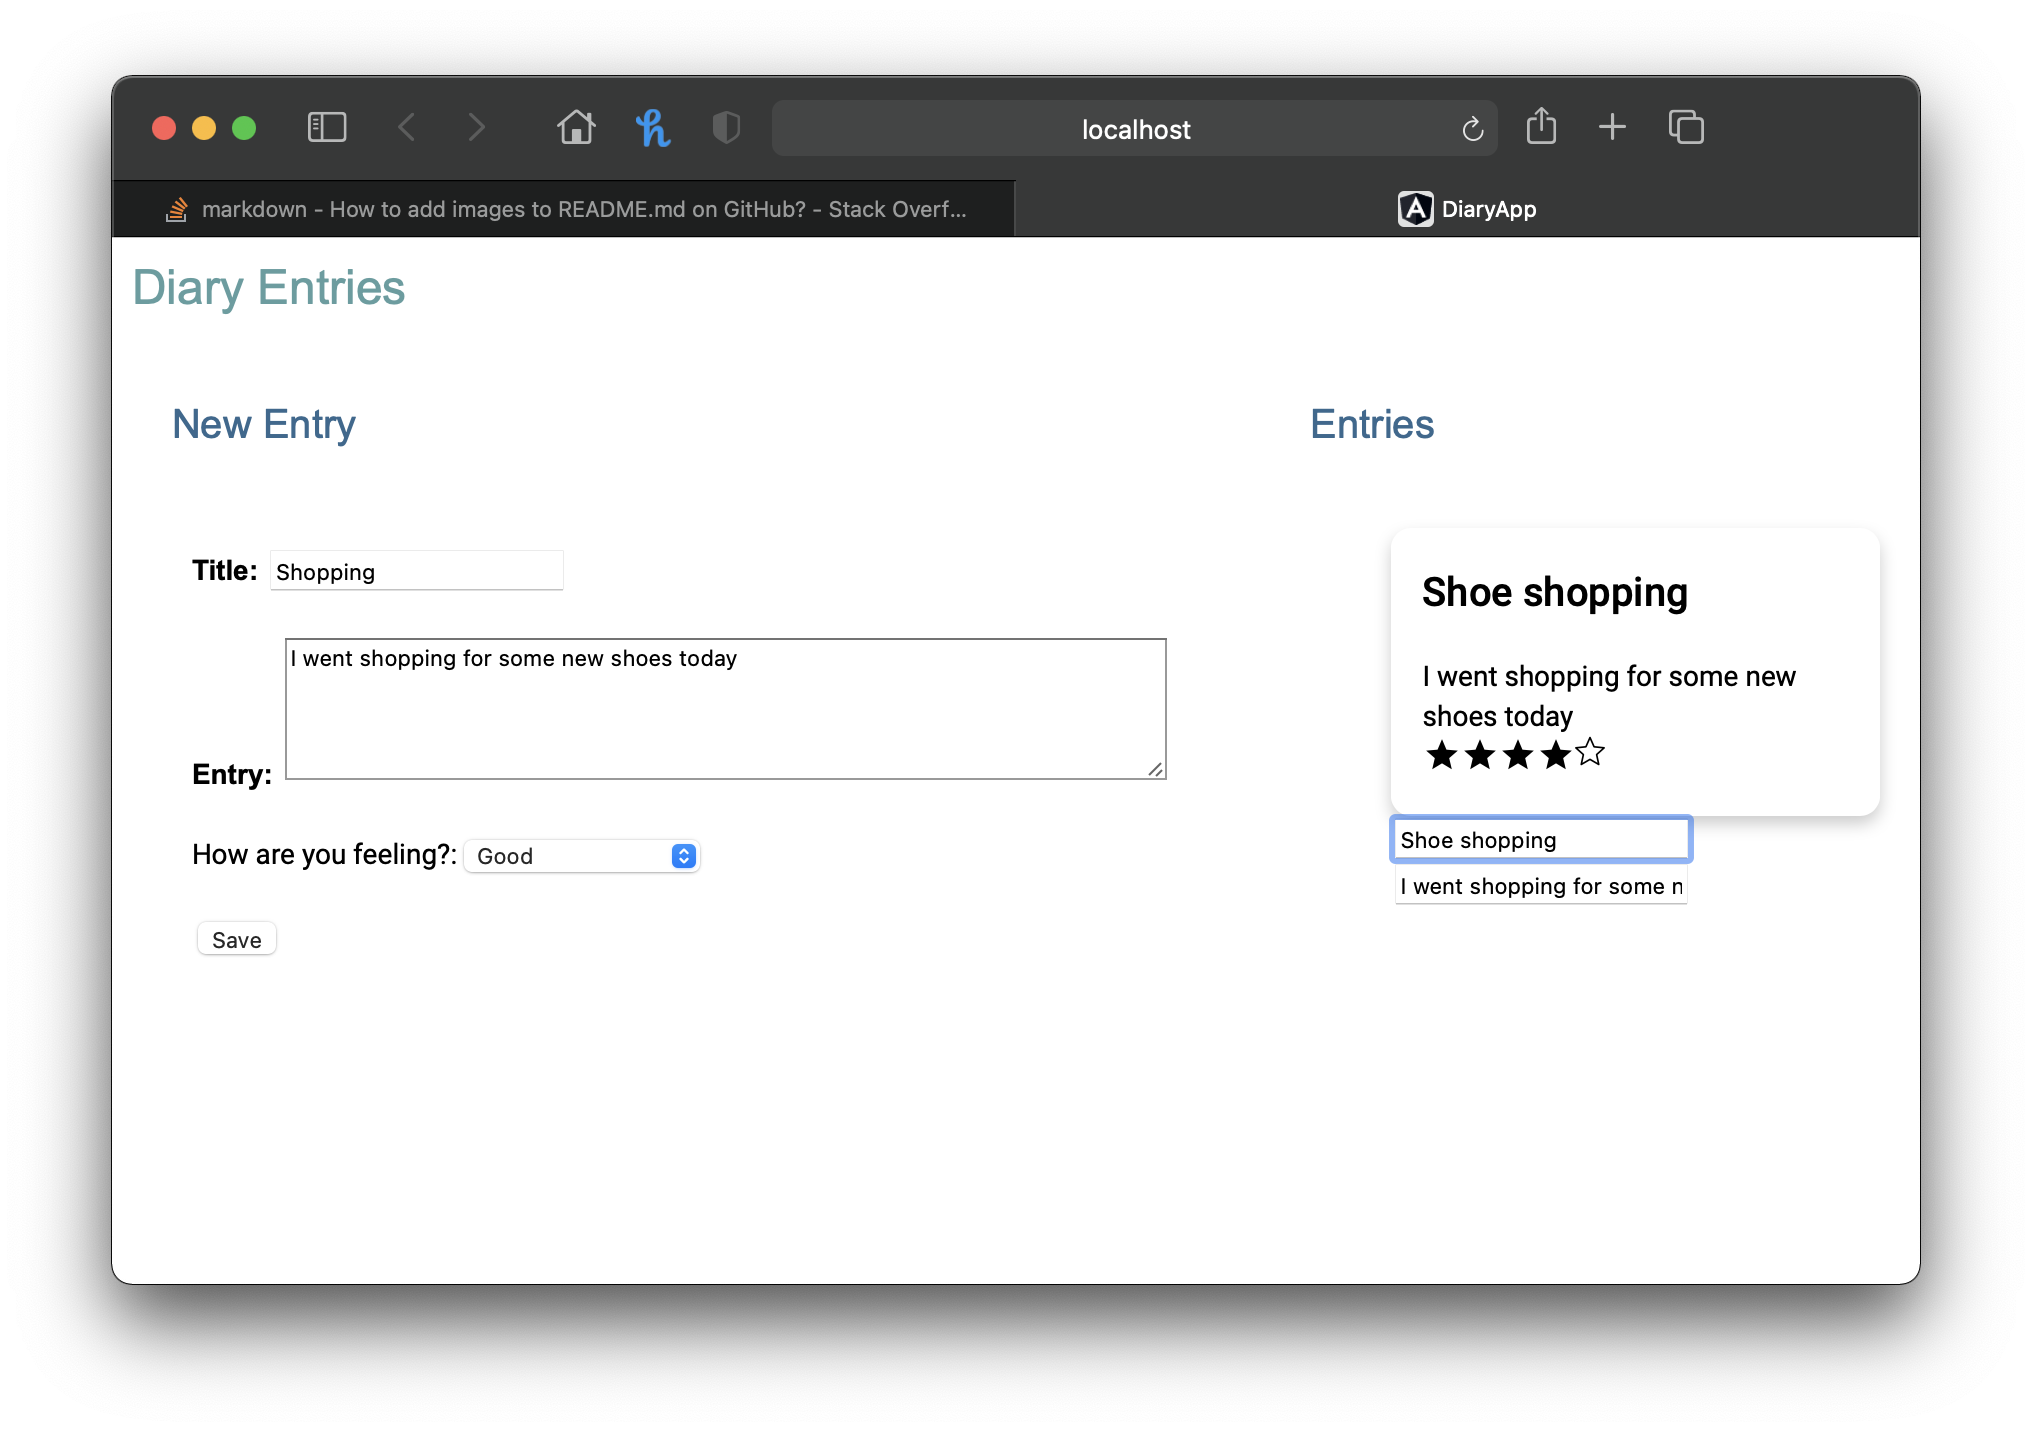 localhost
markdown - How to add images to README.md on GitHub? - Stack Overf...
DiaryApp
Diary Entries
New Entry
Title: Shopping
I went shopping for some new shoes today
Entry:
How are you feeling?: Good
Save
Entries
Shoe shopping
I went shopping for some new
shoes today
Shoe shopping
I went shopping for some n